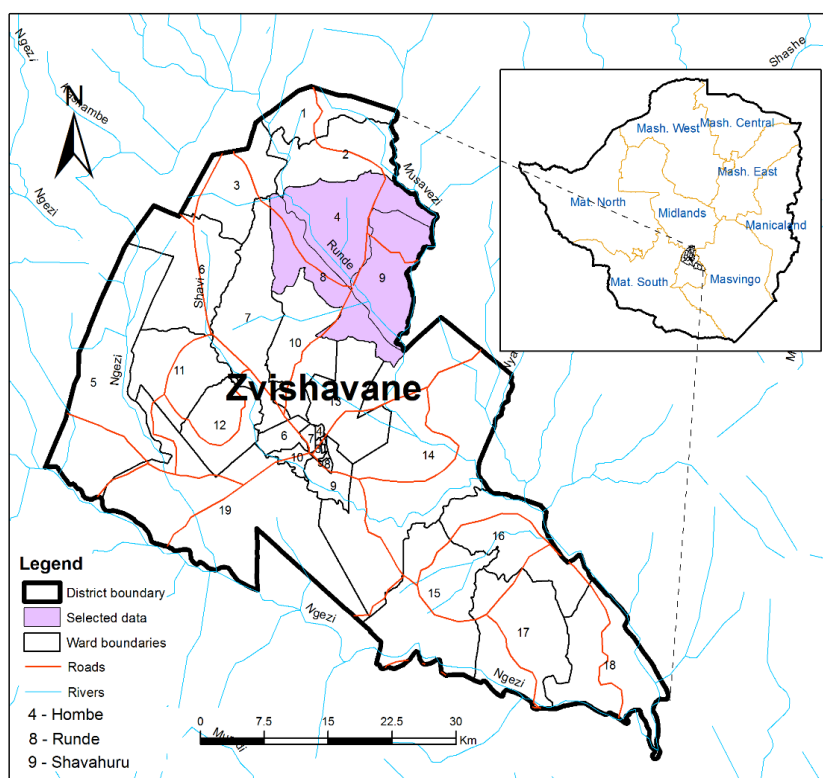 Ngezi
Koshambe
Ngezi
N
Shashe
Mash. West
Mash. Central
Mash. East
Mat. North
Midlands
Manicaland
Mat. South
Masvingo
1
2
Musavezi
3
4
Runde
8
9
6
Shavi
7
5
Ngezi
10
11
12
Zvishavane
13
6
7
4
10
9
14
19
16
15
17
18
Ngezi
Ngezi
Legend
District boundary
Selected data
Ward boundaries
Roads
Rivers
4 - Hombe
8 - Runde
9 - Shavahuru
0 7.5 15 22.5 30
Km